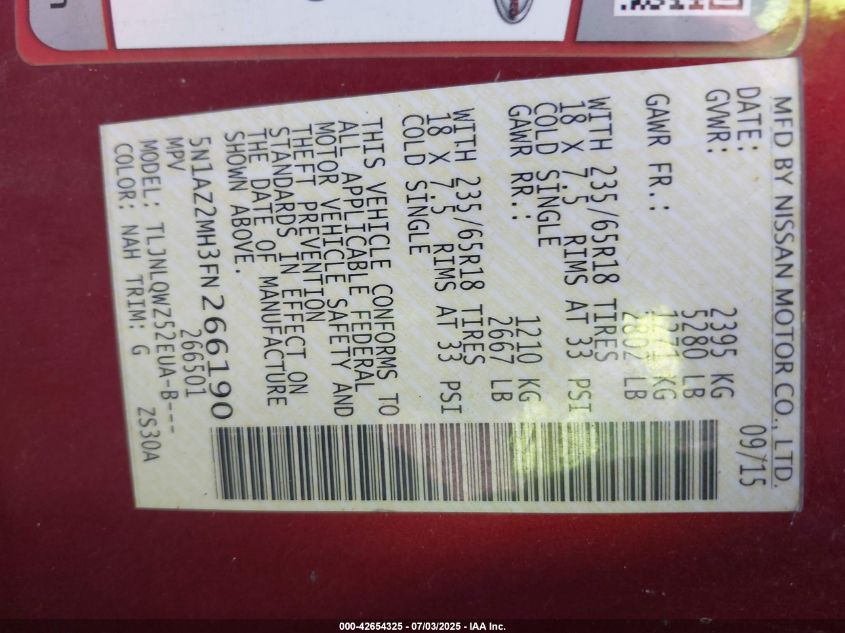 MFD BY NISSAN MOTOR CO., LTD.
DATE: 09/15
GVWR: 2395 KG
5280 LB
GAWR FR.: KG
LB
WITH 235/65R18 TIRES
18 X 7.5 RIMS AT 33 PSI
COLD SINGLE
GAWR RR.: 1210 KG
2667 LB
WITH 235/65R18 TIRES
18 X 7.5 RIMS AT 33 PSI
COLD SINGLE
THIS VEHICLE CONFORMS TO
ALL APPLICABLE FEDERAL
MOTOR VEHICLE SAFETY AND
THEFT PREVENTION
STANDARDS IN EFFECT ON
THE DATE OF MANUFACTURE
SHOWN ABOVE.
5N1AZ2MH3FN266190
MPV 266501
MODEL: TLJNLQWZ52EUA-B---
COLOR: NAH TRIM: G ZS30A
000-42654325 - 07/03/2025 - IAA Inc.